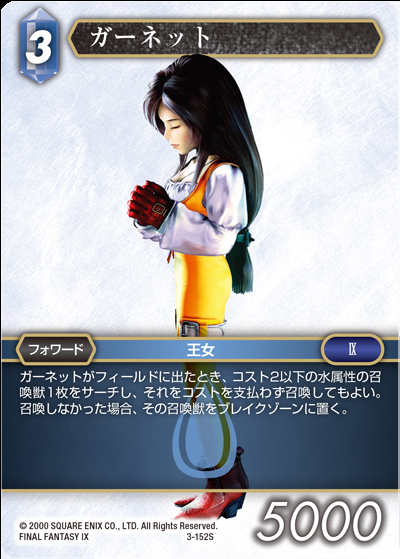 3
ガーネット
フォワード
王女
Ⅸ
ガーネットがフィールドに出たとき、コスト2以下の水属性の召
喚獣1枚をサーチし、それをコストを支払わず召喚してもよい。
召喚しなかった場合、その召喚獣をブレイクゾーンに置く。
© 2000 SQUARE ENIX CO., LTD. All Rights Reserved.
FINAL FANTASY IX
3-152S
5000